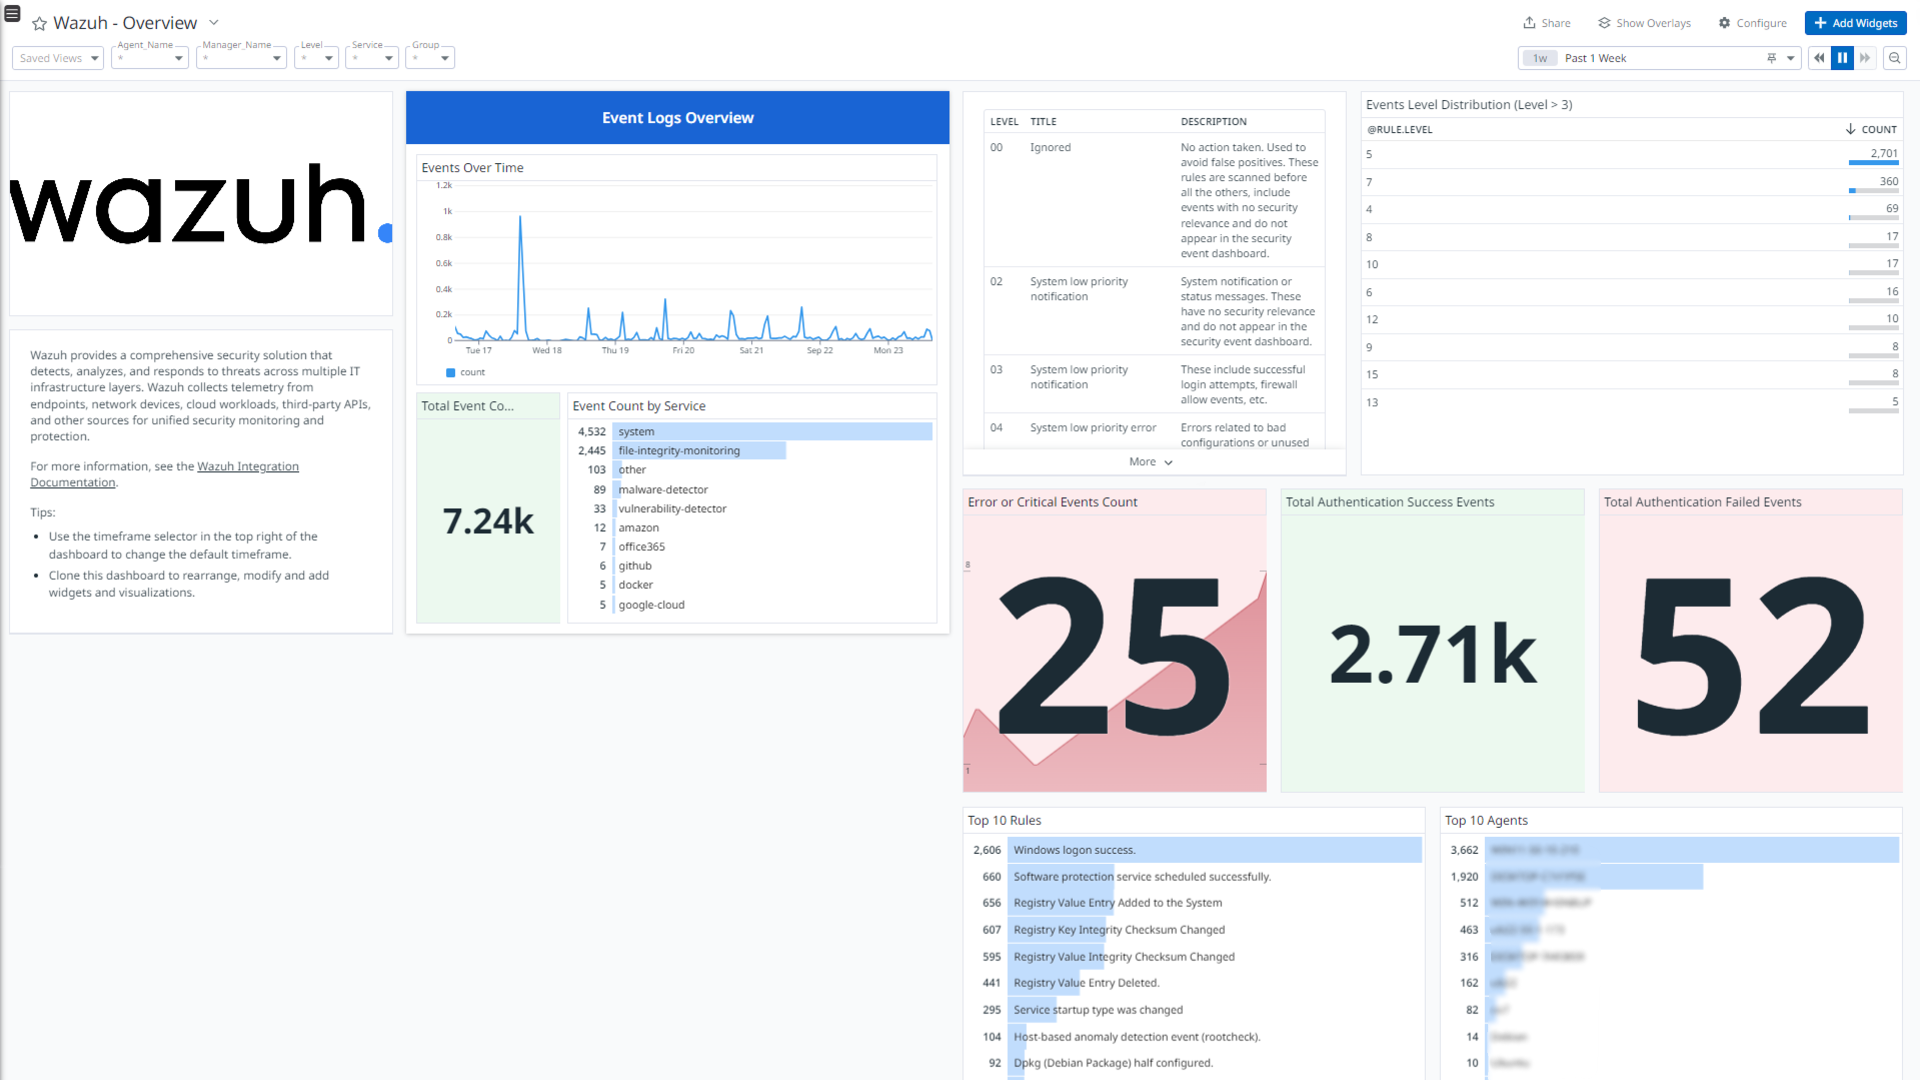 Wazuh - Overview
Share
Show Overlays
Configure
Add Widgets
Saved Views
Agent_Name
*
Manager_Name
*
Level
*
Service
*
Group
*
1w Past 1 Week
wazuh.
Wazuh provides a comprehensive security solution that
detects, analyzes, and responds to threats across multiple IT
infrastructure layers. Wazuh collects telemetry from
endpoints, network devices, cloud workloads, third-party APIs,
and other sources for unified security monitoring and
protection.
For more information, see the Wazuh Integration
Documentation.
Tips:
• Use the timeframe selector in the top right of the
dashboard to change the default timeframe.
• Clone this dashboard to rearrange, modify and add
widgets and visualizations.
Event Logs Overview
Events Over Time
1.2k
1k
0.8k
0.6k
0.4k
0.2k
0
Tue 17 Wed 18 Thu 19 Fri 20 Sat 21 Sep 22 Mon 23
count
Total Event Co...
7.24k
Event Count by Service
4,532 system
2,445 file-integrity-monitoring
103 other
89 malware-detector
33 vulnerability-detector
12 amazon
7 office365
6 github
5 docker
5 google-cloud
LEVEL TITLE DESCRIPTION
00 Ignored No action taken. Used to
avoid false positives. These
rules are scanned before
all the others, include
events with no security
relevance and do not
appear in the security
event dashboard.
02 System low priority System notification or
notification status messages. These
have no security relevance
and do not appear in the
security event dashboard.
03 System low priority These include successful
notification login attempts, firewall
allow events, etc.
04 System low priority error Errors related to bad
configurations or unused
More
Events Level Distribution (Level > 3)
@RULE.LEVEL COUNT
5 2,701
7 360
4 69
8 17
10 17
6 16
12 10
9 8
15 8
13 5
Error or Critical Events Count
8
25
1
Total Authentication Success Events
2.71k
Total Authentication Failed Events
52
Top 10 Rules
2,606 Windows logon success.
660 Software protection service scheduled successfully.
656 Registry Value Entry Added to the System
607 Registry Key Integrity Checksum Changed
595 Registry Value Integrity Checksum Changed
441 Registry Value Entry Deleted.
295 Service startup type was changed
104 Host-based anomaly detection event (rootcheck).
92 Dpkg (Debian Package) half configured.
Top 10 Agents
3,662
1,920
512
463
316
162
82
14
10